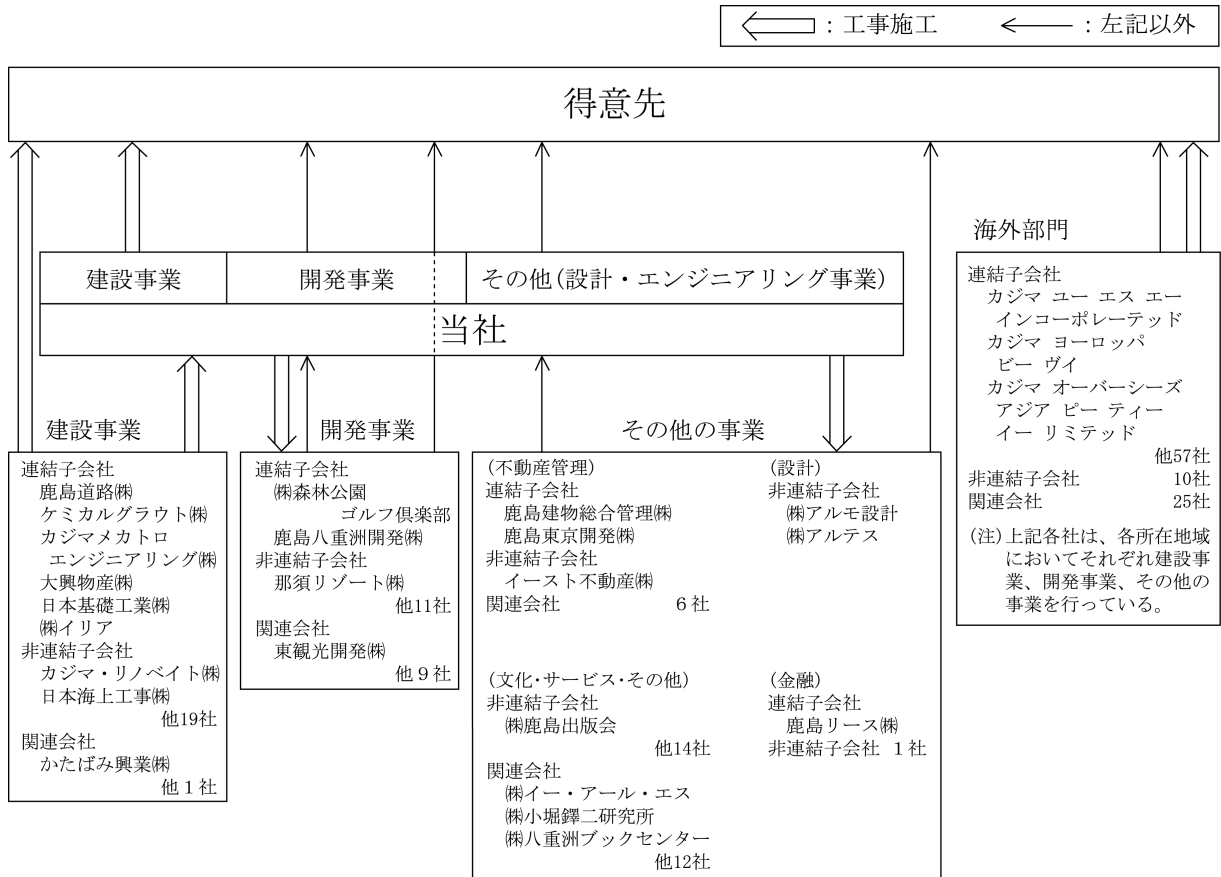 ：工事施工　：左記以外
得意先
建設事業
開発事業
その他(設計・エンジニアリング事業)
当社
建設事業
連結子会社
鹿島道路㈱
ケミカルグラウト㈱
カジマメカトロ
エンジニアリング㈱
大興物産㈱
日本基礎工業㈱
㈱イリア
非連結子会社
カジマ・リノベイト㈱
日本海上工事㈱
他19社
関連会社
かたばみ興業㈱
他１社
開発事業
連結子会社
㈱森林公園
ゴルフ倶楽部
鹿島八重洲開発㈱
非連結子会社
那須リゾート㈱
他11社
関連会社
東観光開発㈱
他９社
その他の事業
(不動産管理)
連結子会社
鹿島建物総合管理㈱
鹿島東京開発㈱
非連結子会社
イースト不動産㈱
関連会社　６社
(設計)
非連結子会社
㈱アルモ設計
㈱アルテス
(文化･サービス･その他)
非連結子会社
㈱鹿島出版会
他14社
関連会社
㈱イー・アール・エス
㈱小堀鐸二研究所
㈱八重洲ブックセンター
他12社
(金融)
連結子会社
鹿島リース㈱
非連結子会社 １社
海外部門
連結子会社
カジマ ユー エス エー
インコーポレーテッド
カジマ ヨーロッパ
ビー ヴイ
カジマ オーバーシーズ
アジア ピー ティー
イー リミテッド
他57社
非連結子会社　10社
関連会社　25社
(注)上記各社は、各所在地域
においてそれぞれ建設事
業、開発事業、その他の
事業を行っている。